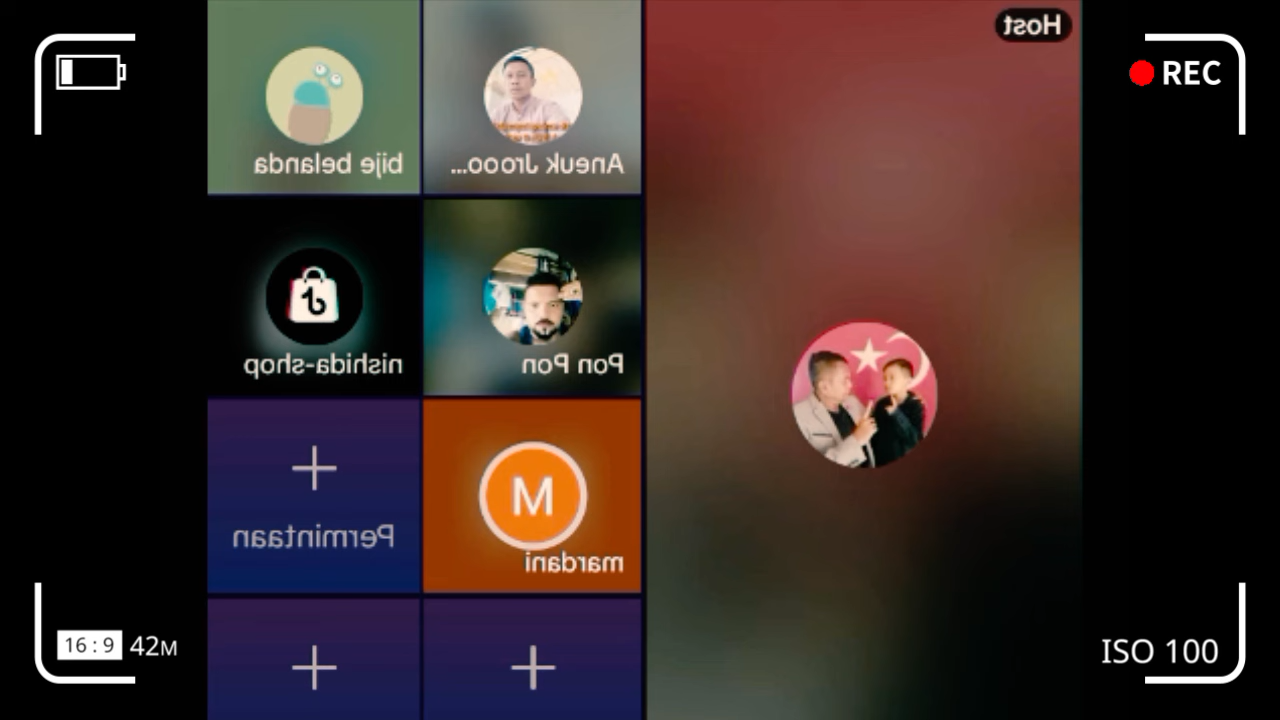 Host
REC
bije belanda
Aneuk Jrooo...
nishida-shop
Pon Pon
Permintaan
M
mardani
16:9 42M
ISO 100